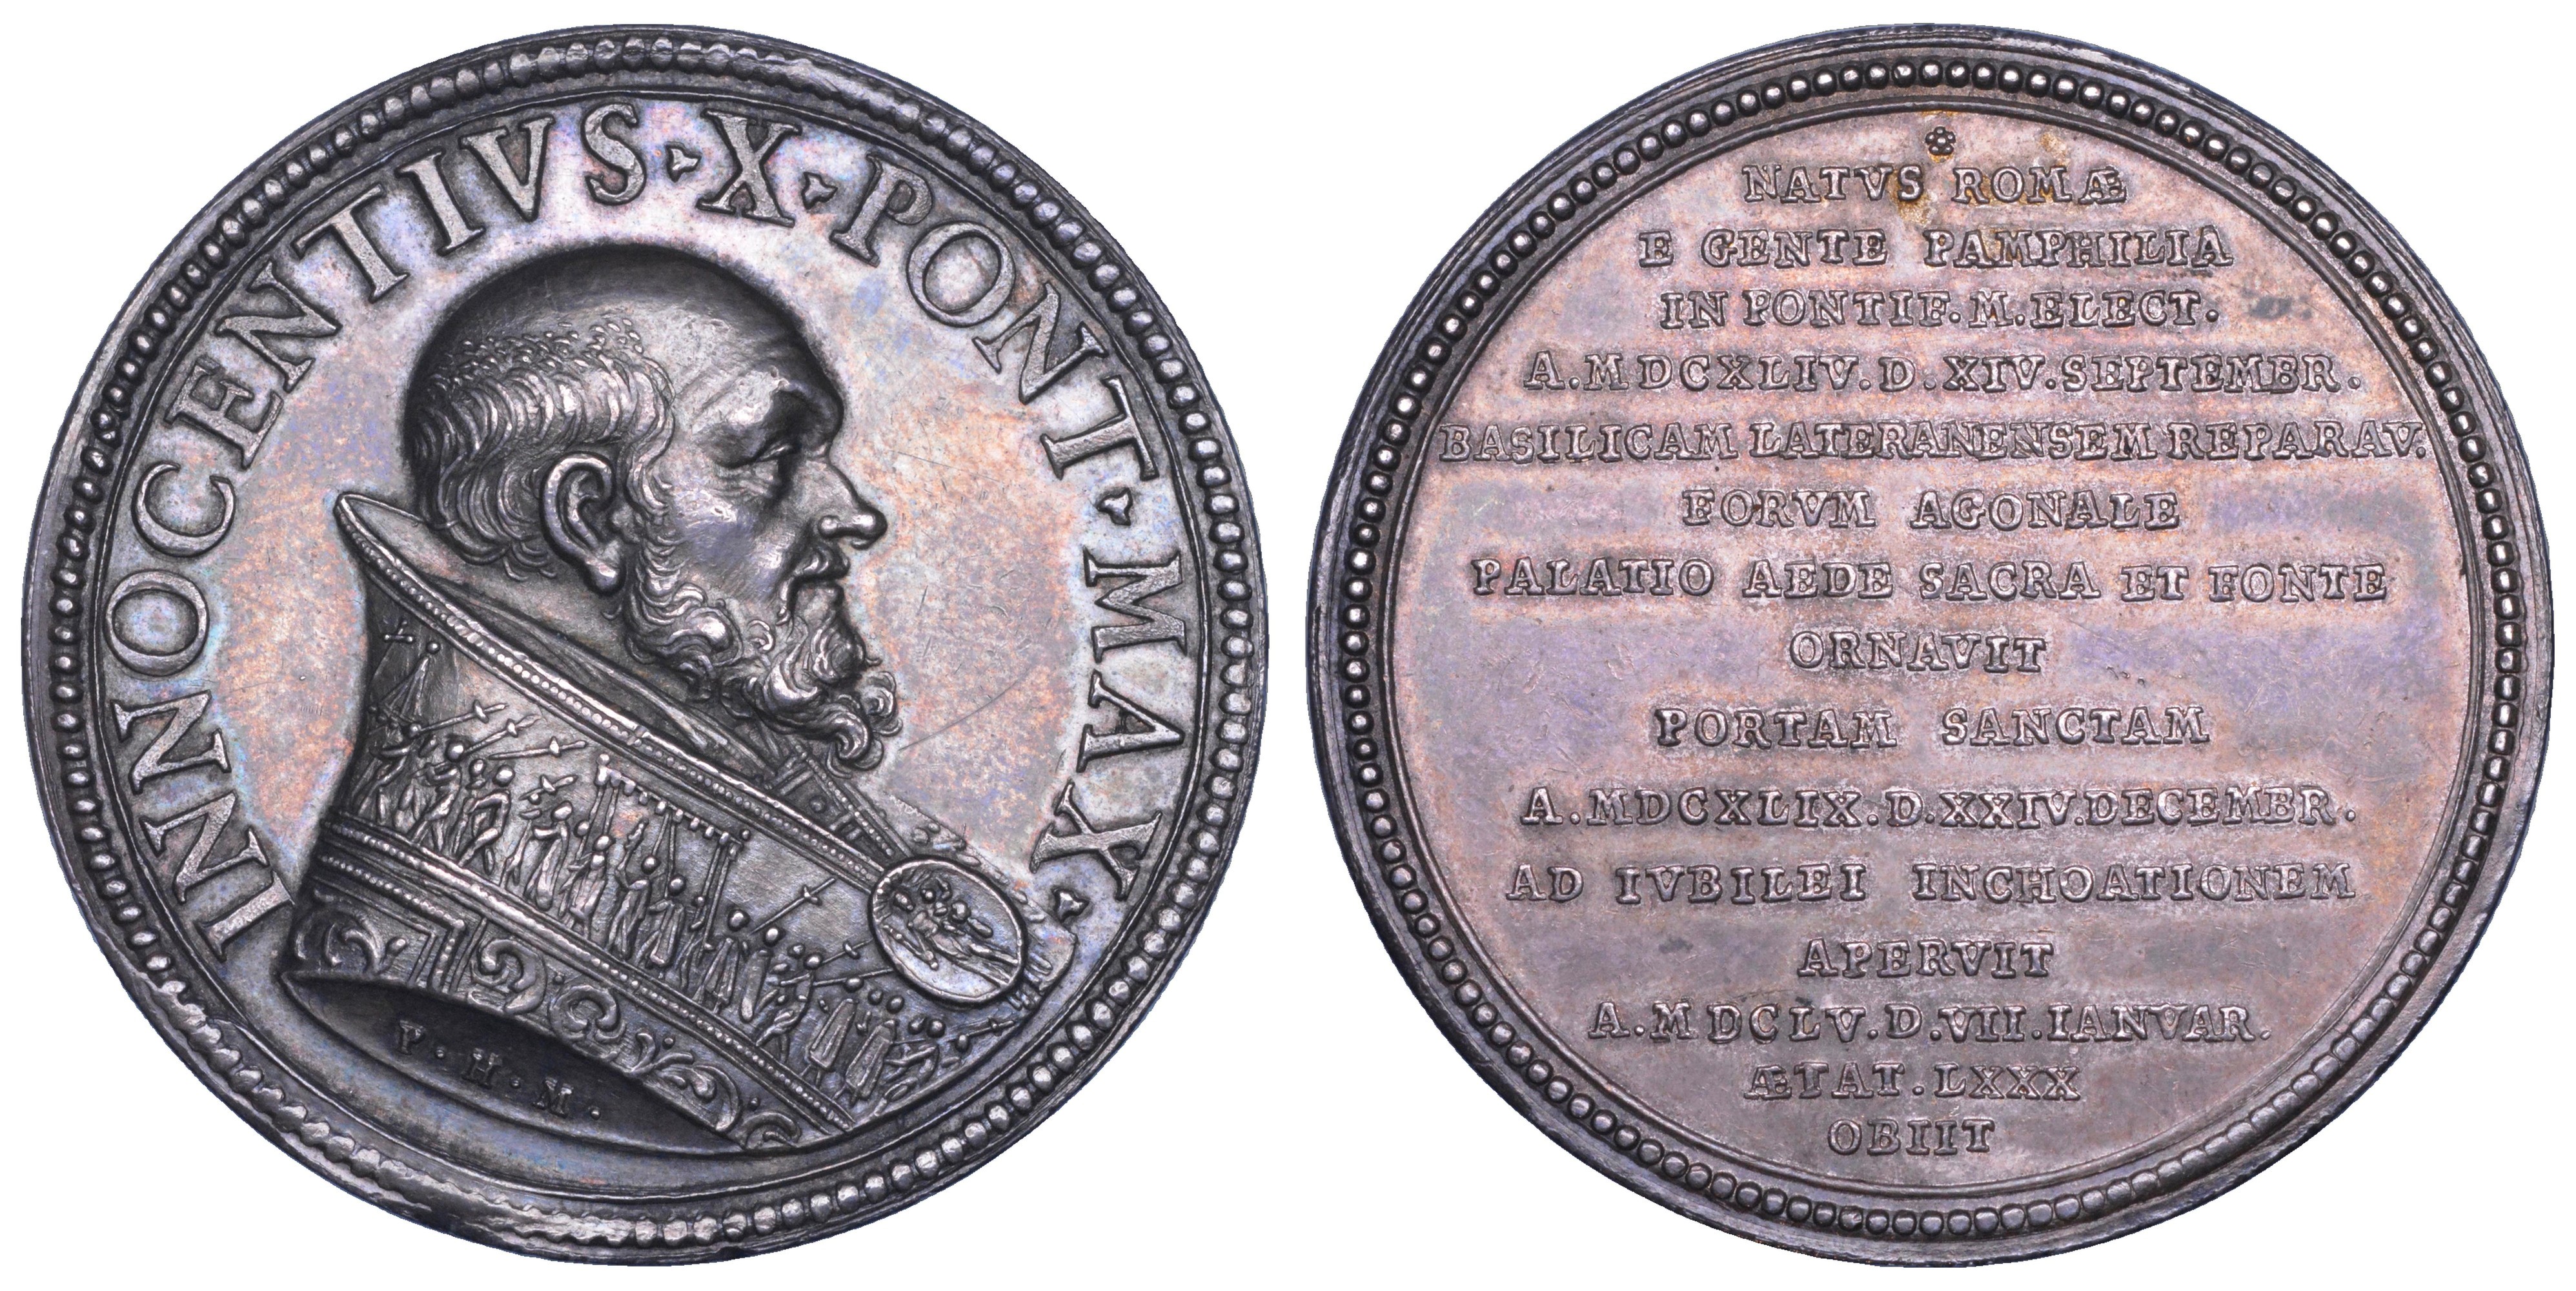 INNOCENTIVS · X · PONT · MAX ·
P · H · M ·
NATVS ROMÆ
E GENTE PAMPHILIA
IN PONTIF. M. ELECT.
A. MDCXLIV. D. XIV. SEPTEMBR.
BASILICAM LATERANENSEM REPARAV.
FORVM AGONALE
PALATIO AEDE SACRA ET FONTE
ORNAVIT
PORTAM SANCTAM
A. MDCXLIX. D. XXIV. DECEMBR.
AD IVBILEI INCHOATIONEM
APERVIT
A. MDCLV. D. VII. IANVAR.
ÆTAT. LXXX
OBIIT